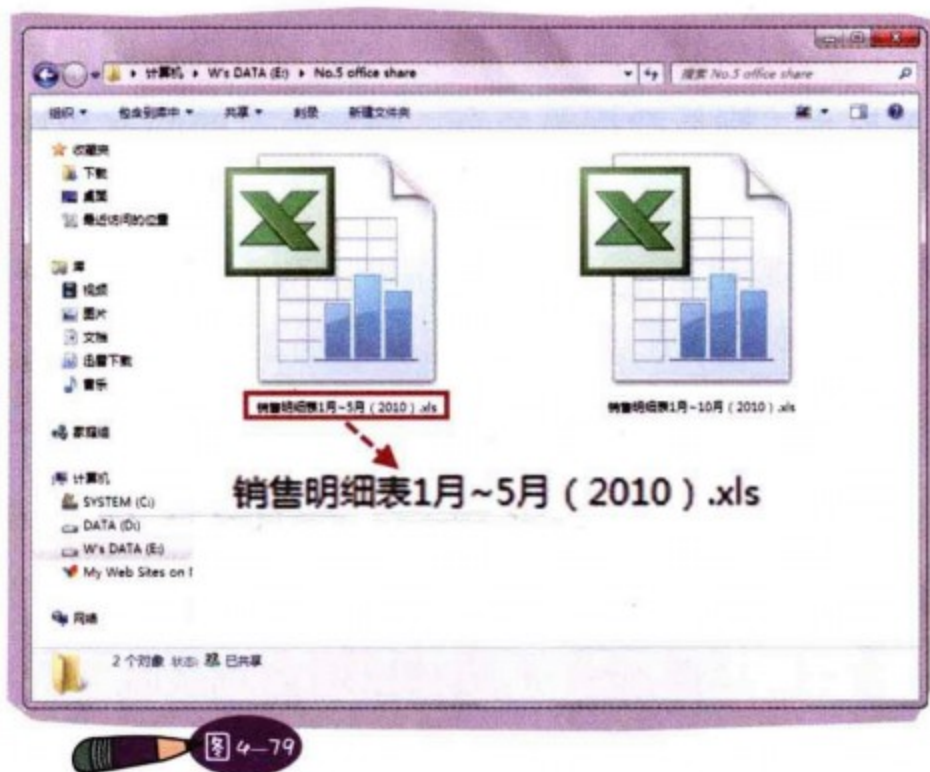 计算机 ▸ W's DATA (E:) ▸ No.5 office share
搜索 No.5 office share
组织 包含到库中 共享 刻录 新建文件夹
收藏夹
下载
桌面
最近访问的位置
库
视频
图片
文档
迅雷下载
音乐
家庭组
计算机
SYSTEM (C:)
DATA (D:)
W's DATA (E:)
My Web Sites on
网络
销售明细表1月~5月（2010）.xls
销售明细表1月~10月（2010）.xls
销售明细表1月~5月（2010）.xls
2 个对象 状态: 已共享
图4—79